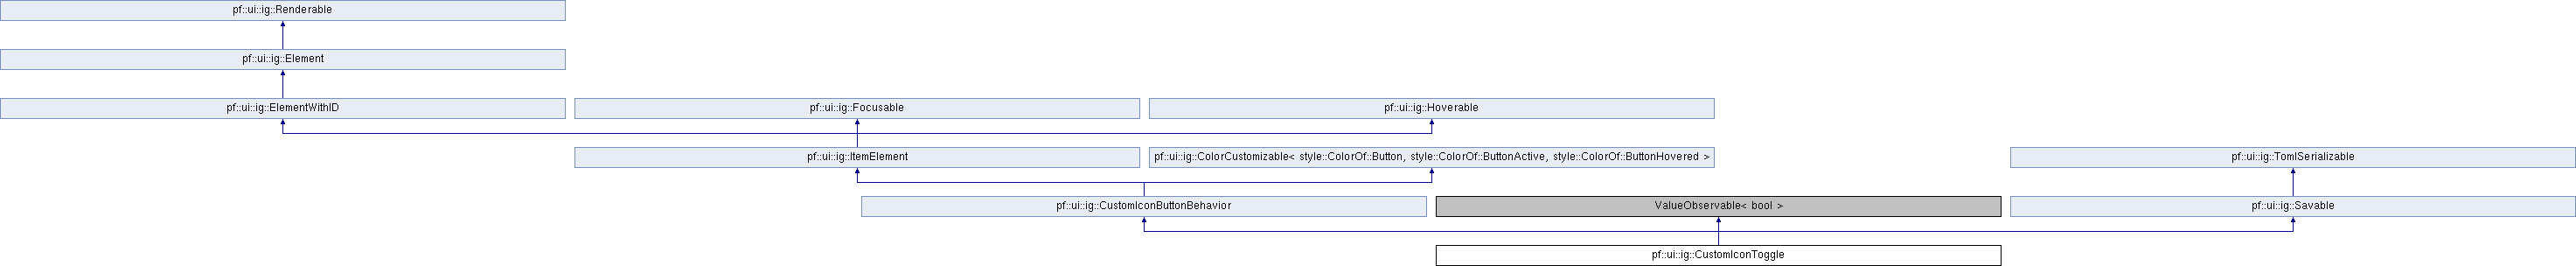 pf::ui::ig::Renderable
pf::ui::ig::Element
pf::ui::ig::ElementWithID
pf::ui::ig::Focusable
pf::ui::ig::Hoverable
pf::ui::ig::ItemElement
pf::ui::ig::ColorCustomizable< style::ColorOf::Button, style::ColorOf::ButtonActive, style::ColorOf::ButtonHovered >
pf::ui::ig::TomlSerializable
pf::ui::ig::CustomIconButtonBehavior
ValueObservable< bool >
pf::ui::ig::Savable
pf::ui::ig::CustomIconToggle